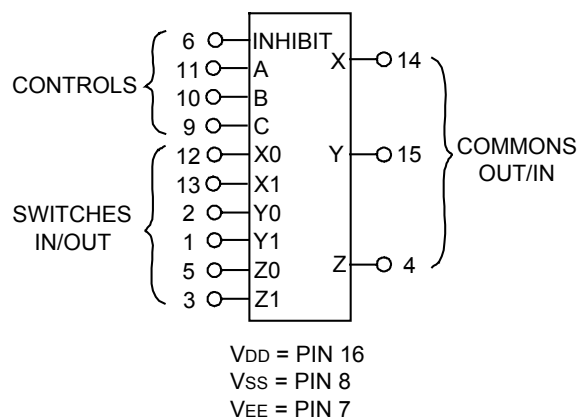 CONTROLS
6 INHIBIT
11 A
10 B
9 C
SWITCHES
IN/OUT
12 X0
13 X1
2 Y0
1 Y1
5 Z0
3 Z1
X 14
Y 15
Z 4
COMMONS
OUT/IN
VDD = PIN 16
VSS = PIN 8
VEE = PIN 7